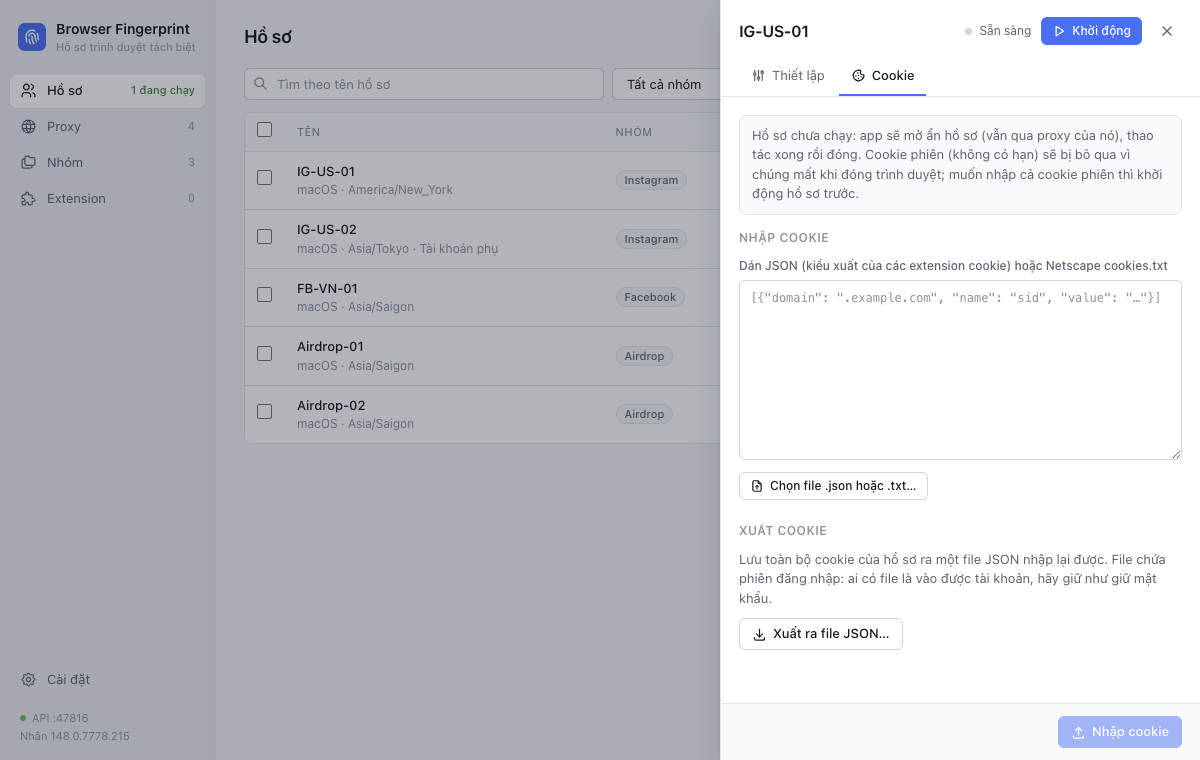 Browser Fingerprint
Hồ sơ trình duyệt tách biệt
Hồ sơ
1 đang chạy
Proxy
4
Nhóm
3
Extension
0
Cài đặt
API :47816
Nhân 148.0.7778.215
Hồ sơ
Tìm theo tên hồ sơ
Tất cả nhóm
TÊN
NHÓM
IG-US-01
macOS · America/New_York
Instagram
IG-US-02
macOS · Asia/Tokyo · Tài khoản phụ
Instagram
FB-VN-01
macOS · Asia/Saigon
Facebook
Airdrop-01
macOS · Asia/Saigon
Airdrop
Airdrop-02
macOS · Asia/Saigon
Airdrop
IG-US-01
Sẵn sàng
Khởi động
Thiết lập
Cookie
Hồ sơ chưa chạy: app sẽ mở ẩn hồ sơ (vẫn qua proxy của nó), thao
tác xong rồi đóng. Cookie phiên (không có hạn) sẽ bị bỏ qua vì
chúng mất khi đóng trình duyệt; muốn nhập cả cookie phiên thì khởi
động hồ sơ trước.
NHẬP COOKIE
Dán JSON (kiểu xuất của các extension cookie) hoặc Netscape cookies.txt
[{"domain": ".example.com", "name": "sid", "value": "…"}]
Chọn file .json hoặc .txt…
XUẤT COOKIE
Lưu toàn bộ cookie của hồ sơ ra một file JSON nhập lại được. File chứa
phiên đăng nhập: ai có file là vào được tài khoản, hãy giữ như giữ mật
khẩu.
Xuất ra file JSON…
Nhập cookie